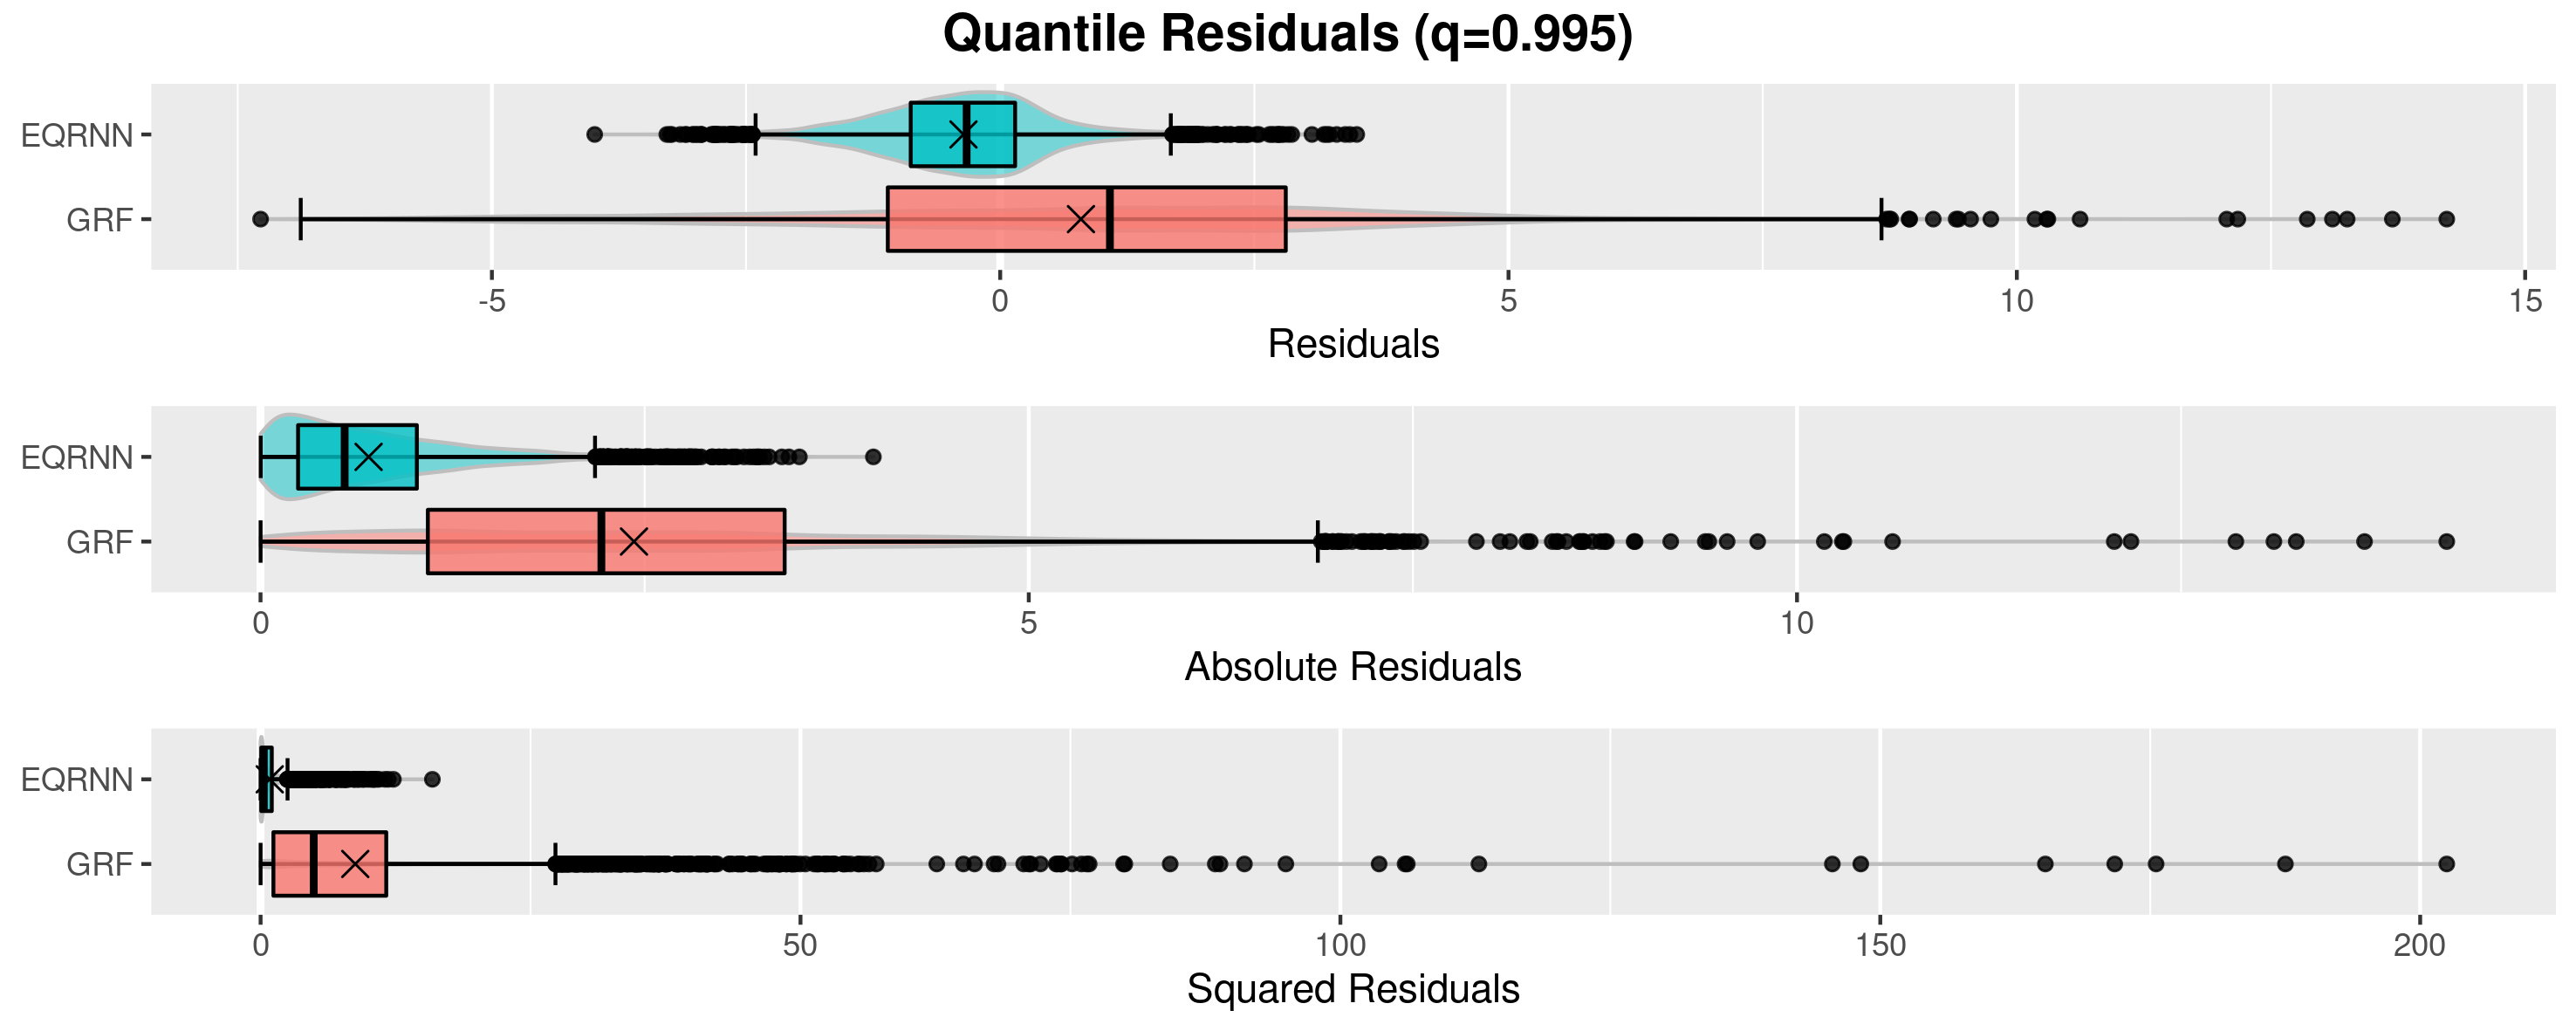 Quantile Residuals (q=0.995)
EQRNN
GRF
-5 0 5 10 15
Residuals
EQRNN
GRF
0 5 10
Absolute Residuals
EQRNN
GRF
0 50 100 150 200
Squared Residuals